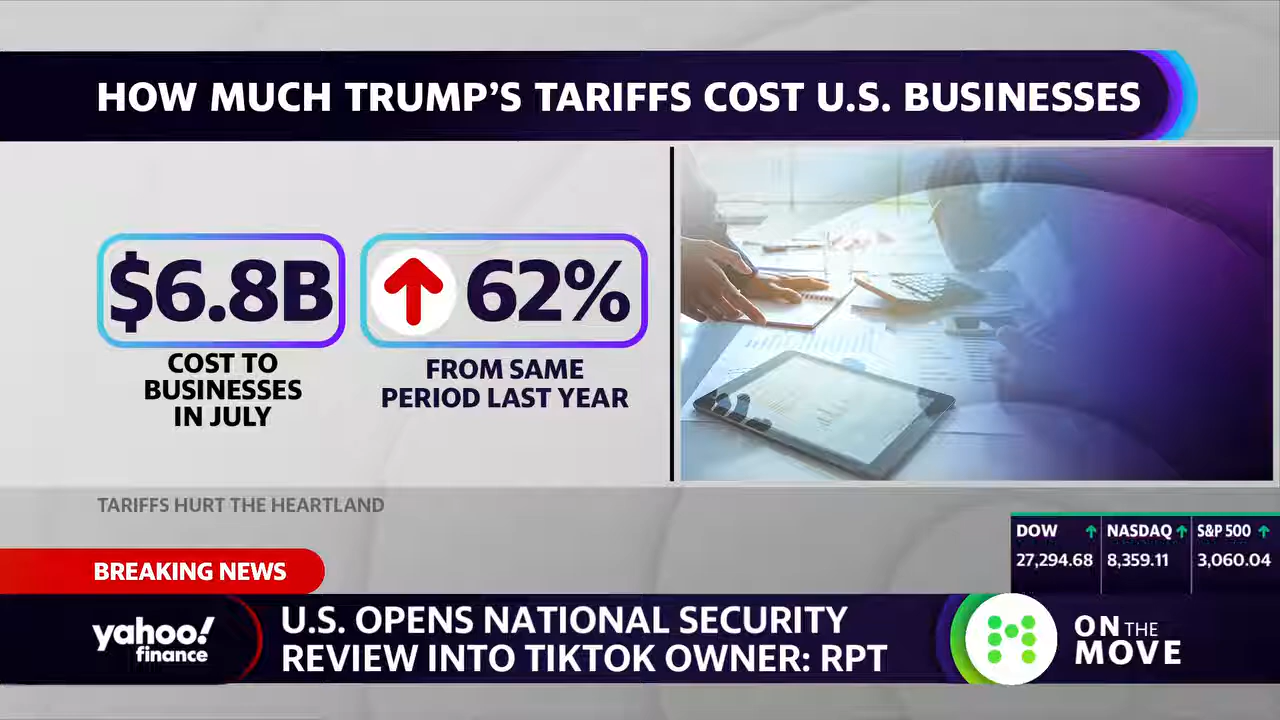 HOW MUCH TRUMP'S TARIFFS COST U.S. BUSINESSES
$6.8B
COST TO
BUSINESSES
IN JULY
62%
FROM SAME
PERIOD LAST YEAR
TARIFFS HURT THE HEARTLAND
DOW
27,294.68
NASDAQ
8,359.11
S&P 500
3,060.04
BREAKING NEWS
yahoo!
finance
U.S. OPENS NATIONAL SECURITY
REVIEW INTO TIKTOK OWNER: RPT
ON THE
MOVE